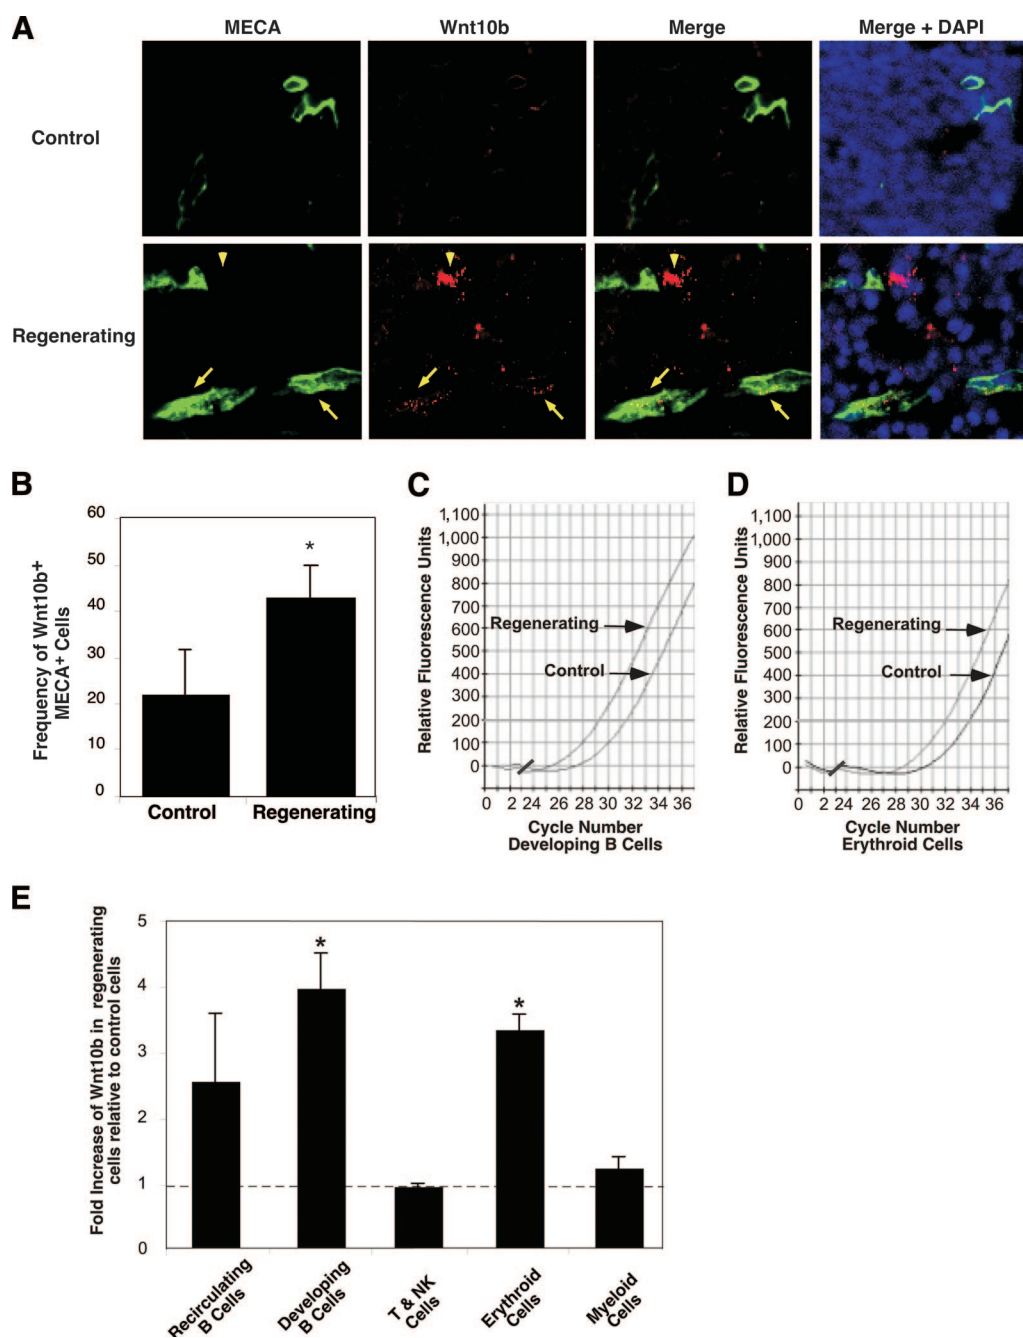 A
MECA
Wnt10b
Merge
Merge + DAPI
Control
Regenerating
B
Frequency of Wnt10b+
MECA+ Cells
60
50
40
30
20
10
0
*
Control
Regenerating
C
Relative Fluorescence Units
1,100
1,000
900
800
700
600
500
400
300
200
100
0
Regenerating
Control
0 2 24 26 28 30 32 34 36
Cycle Number
Developing B Cells
D
Relative Fluorescence Units
1,100
1,000
900
800
700
600
500
400
300
200
100
0
Regenerating
Control
0 2 24 26 28 30 32 34 36
Cycle Number
Erythroid Cells
E
Fold Increase of Wnt10b in regenerating
cells relative to control cells
5
4
3
2
1
0
*
*
Recirculating
B Cells
Developing
B Cells
T & NK
Cells
Erythroid
Cells
Myeloid
Cells